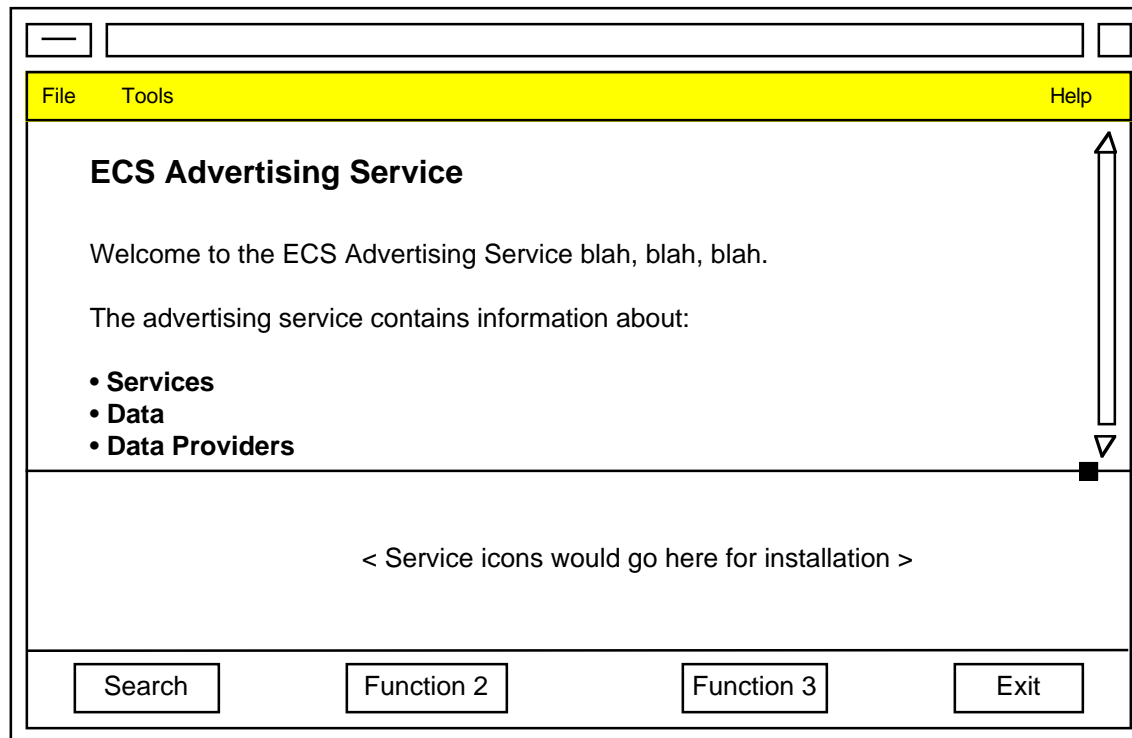 File Tools Help
ECS Advertising Service
Welcome to the ECS Advertising Service blah, blah, blah.
The advertising service contains information about:
• Services
• Data
• Data Providers
< Service icons would go here for installation >
Search Function 2 Function 3 Exit